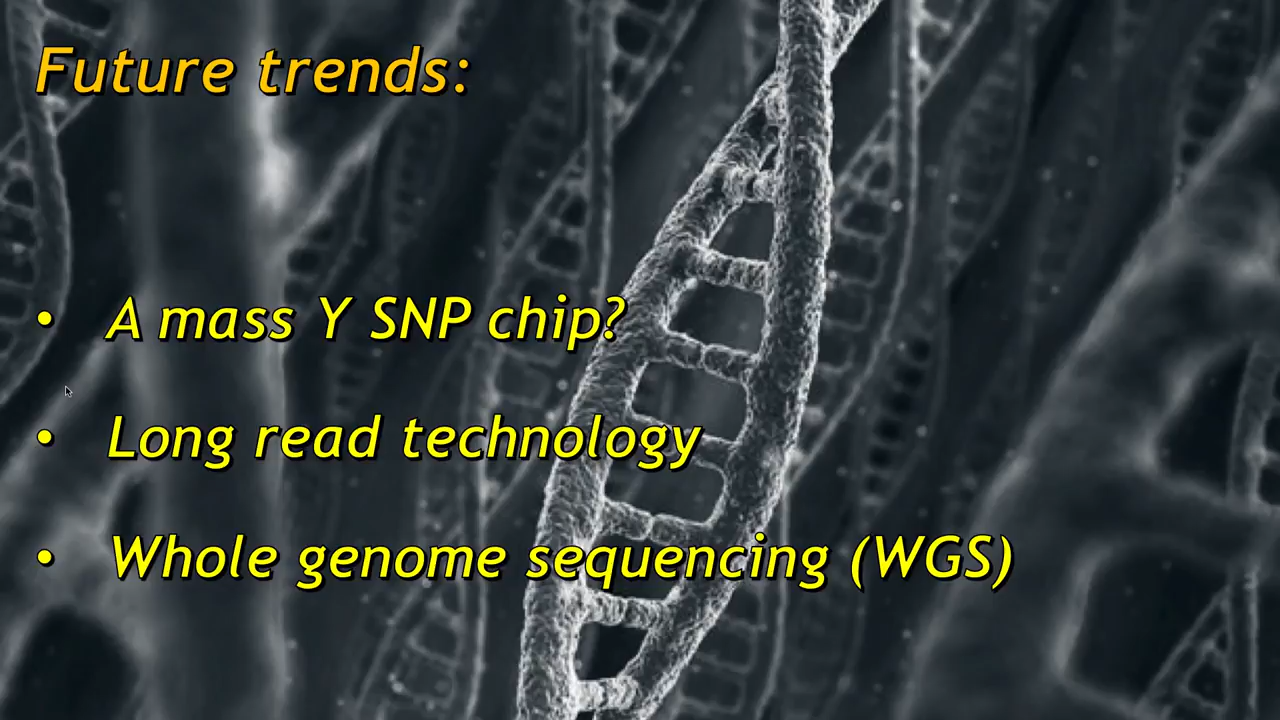 Future trends:
• A mass Y SNP chip?
• Long read technology
• Whole genome sequencing (WGS)